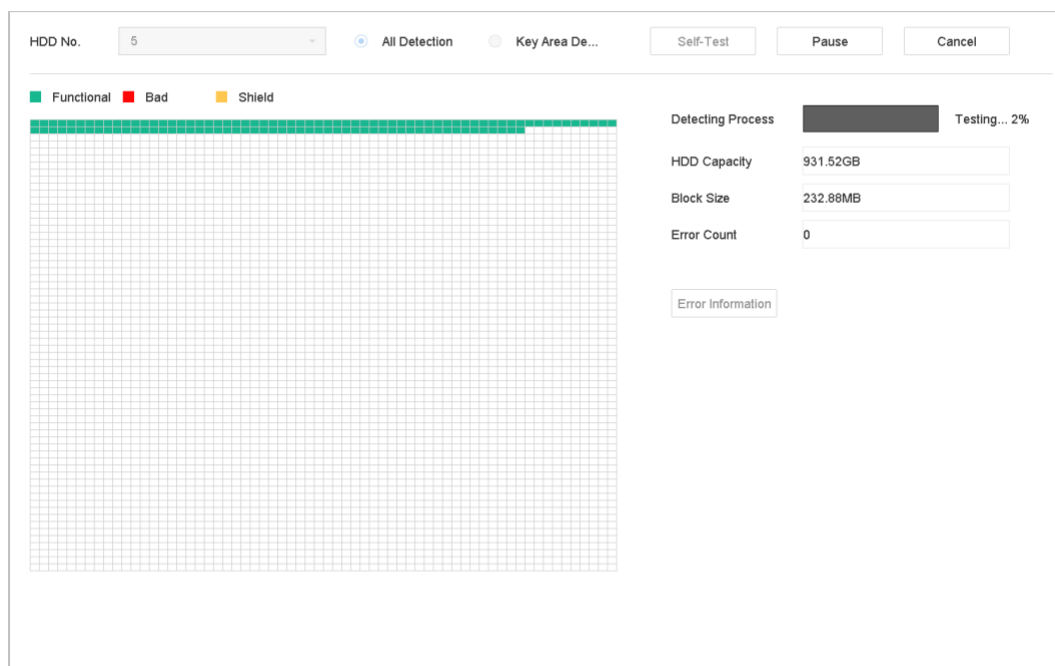 HDD No. 5 All Detection Key Area De... Self-Test Pause Cancel
Functional Bad Shield
Detecting Process Testing... 2%
HDD Capacity 931.52GB
Block Size 232.88MB
Error Count 0
Error Information